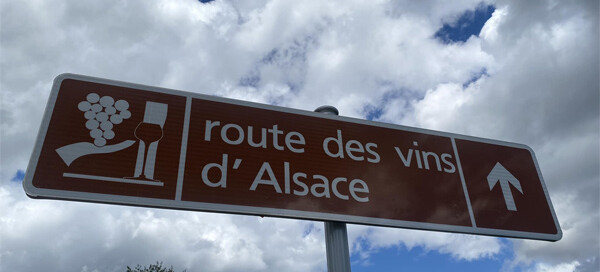 route des vins
d'Alsace